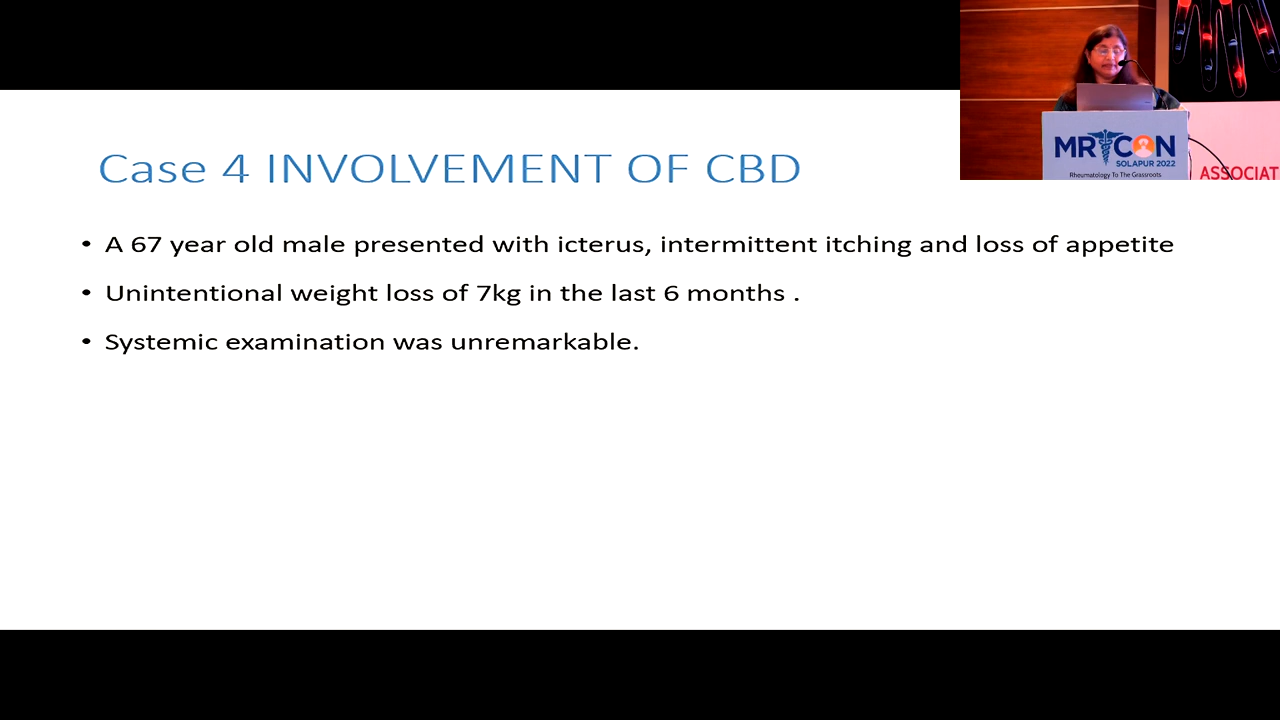 Case 4 INVOLVEMENT OF CBD
• A 67 year old male presented with icterus, intermittent itching and loss of appetite
• Unintentional weight loss of 7kg in the last 6 months .
• Systemic examination was unremarkable.
MR CON
SOLAPUR 2022
Rheumatology To The Grassroots
ASSOCIAT